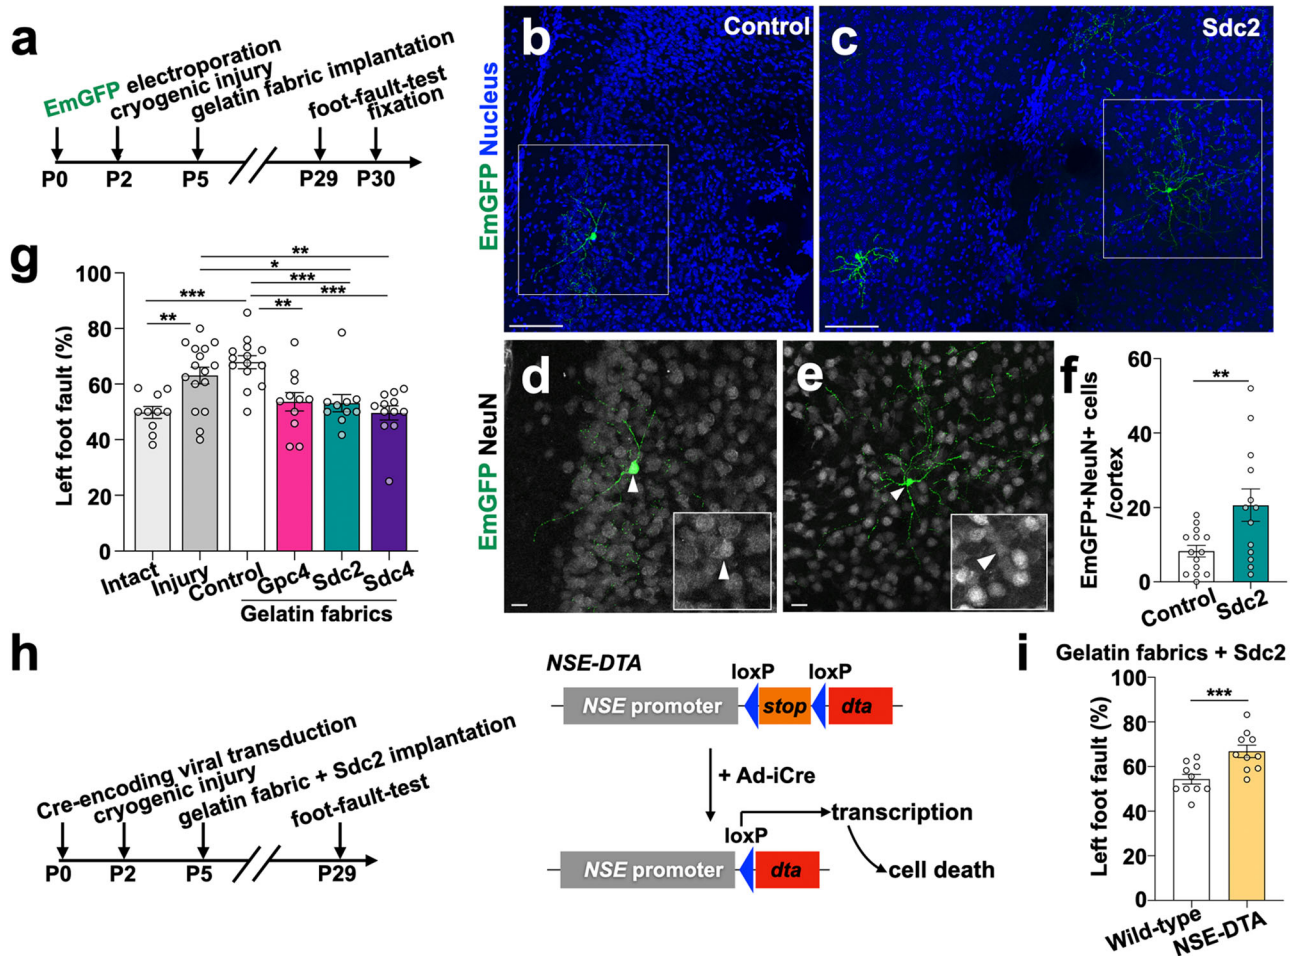 a
EmGFP electroporation
cryogenic injury
gelatin fabric implantation
foot-fault-test
fixation
P0 P2 P5 P29 P30
b
Control
c
Sdc2
EmGFP Nucleus
d
e
EmGFP NeuN
f
EmGFP+NeuN+ cells
/cortex
60
40
20
0
**
Control
Sdc2
g
Left foot fault (%)
100
80
60
40
20
0
**
*
***
***
***
**
**
Intact
Injury
Control
Gpc4
Sdc2
Sdc4
Gelatin fabrics
h
Cre-encoding viral transduction
cryogenic injury
gelatin fabric + Sdc2 implantation
foot-fault-test
P0 P2 P5 P29
NSE-DTA
loxP loxP
NSE promoter stop dta
+ Ad-iCre
transcription
loxP
NSE promoter dta
cell death
i
Gelatin fabrics + Sdc2
Left foot fault (%)
100
80
60
40
20
0
***
Wild-type
NSE-DTA